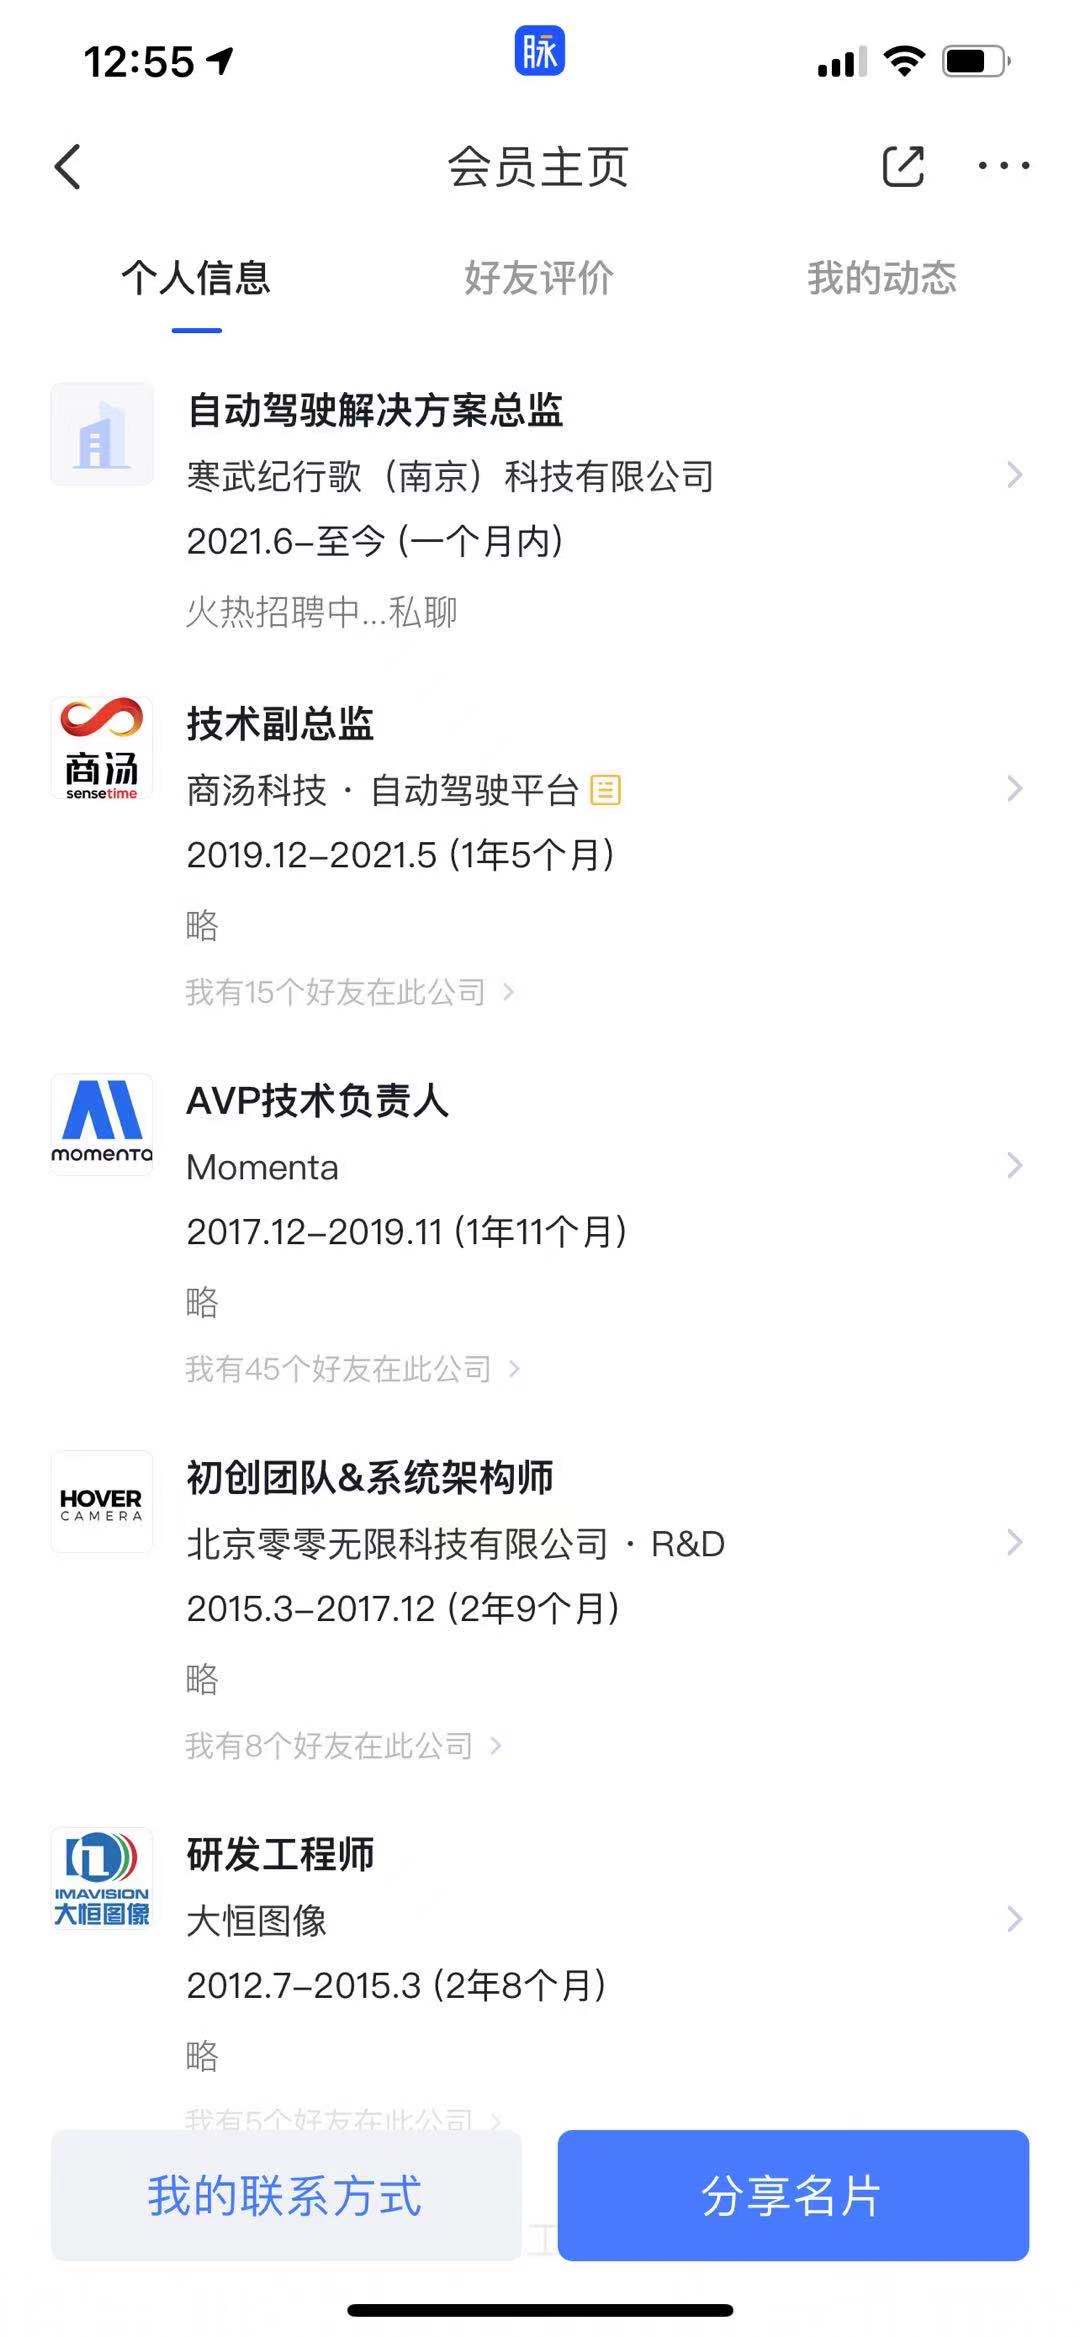 12:55
脉
会员主页
个人信息
好友评价
我的动态
自动驾驶解决方案总监
寒武纪行歌（南京）科技有限公司
2021.6-至今 (一个月内)
火热招聘中...私聊
商汤
sensetime
技术副总监
商汤科技 · 自动驾驶平台
2019.12-2021.5 (1年5个月)
略
我有15个好友在此公司
momenta
AVP技术负责人
Momenta
2017.12-2019.11 (1年11个月)
略
我有45个好友在此公司
HOVER
CAMERA
初创团队&系统架构师
北京零零无限科技有限公司 · R&D
2015.3-2017.12 (2年9个月)
略
我有8个好友在此公司
IMAVISION
大恒图像
研发工程师
大恒图像
2012.7-2015.3 (2年8个月)
略
我有5个好友在此公司
我的联系方式
分享名片